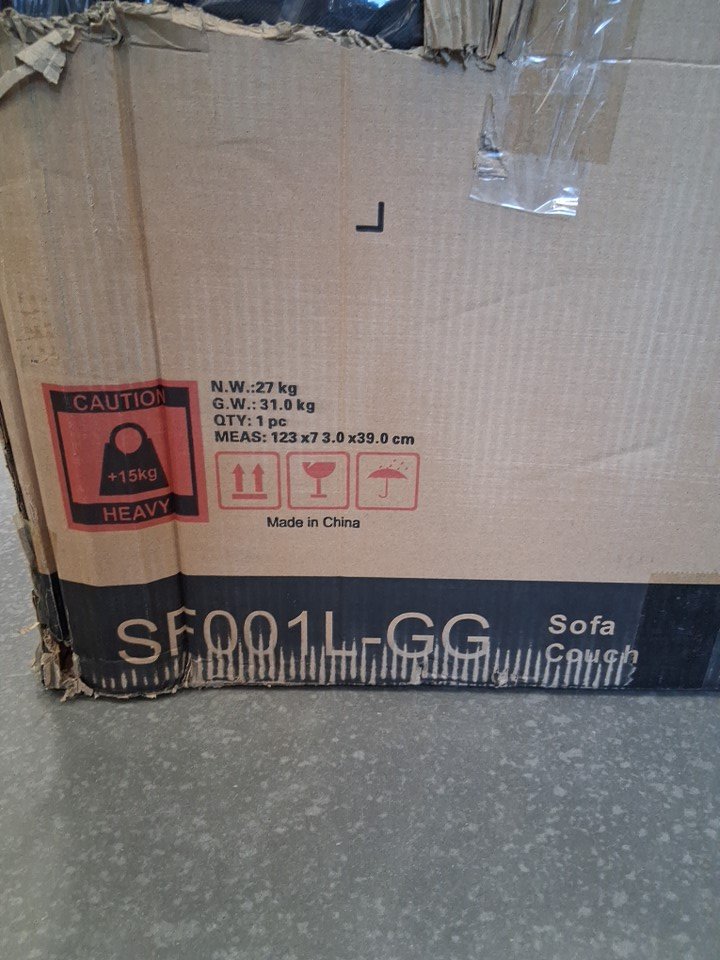 L
CAUTION
+15kg
HEAVY
N.W.:27 kg
G.W.: 31.0 kg
QTY: 1 pc
MEAS: 123 x7 3.0 x39.0 cm
Made in China
SF001L-GG
Sofa
Couch